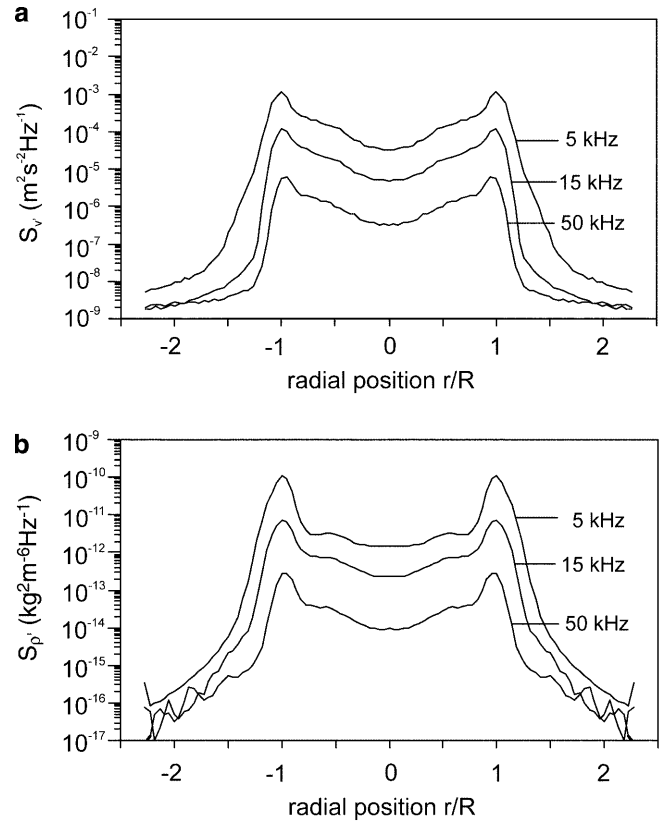 a
S_v' (m²s⁻²Hz⁻¹)
10⁻¹
10⁻²
10⁻³
10⁻⁴
10⁻⁵
10⁻⁶
10⁻⁷
10⁻⁸
10⁻⁹
5 kHz
15 kHz
50 kHz
-2 -1 0 1 2
radial position r/R
b
S_ρ' (kg²m⁻⁶Hz⁻¹)
10⁻⁹
10⁻¹⁰
10⁻¹¹
10⁻¹²
10⁻¹³
10⁻¹⁴
10⁻¹⁵
10⁻¹⁶
10⁻¹⁷
5 kHz
15 kHz
50 kHz
-2 -1 0 1 2
radial position r/R